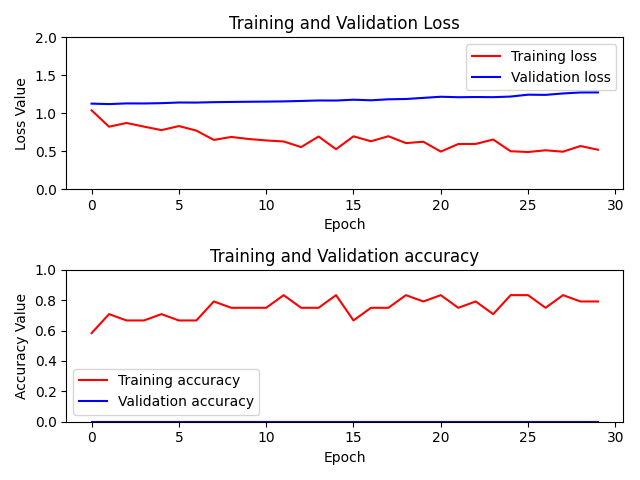 Training and Validation Loss
2.0
1.5
1.0
0.5
0.0
Loss Value
Training loss
Validation loss
0 5 10 15 20 25 30
Epoch
Training and Validation accuracy
1.0
0.8
0.6
0.4
0.2
0.0
Accuracy Value
Training accuracy
Validation accuracy
0 5 10 15 20 25 30
Epoch